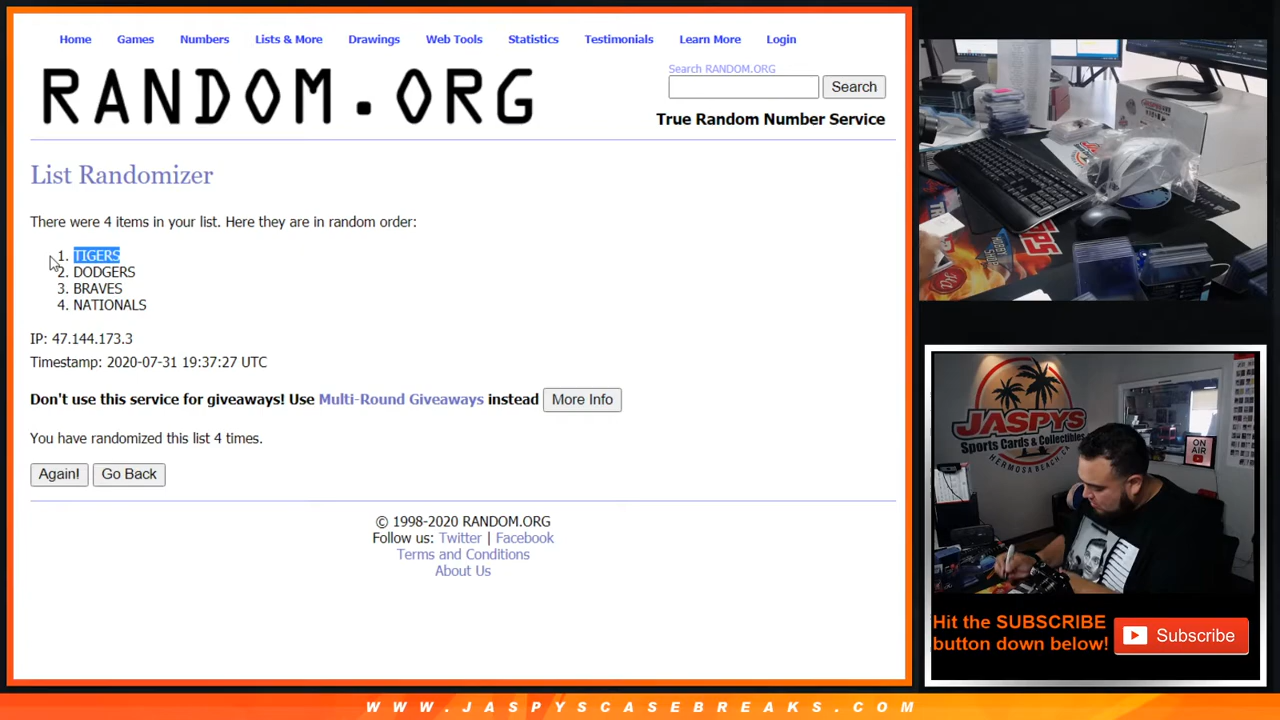 Home Games Numbers Lists & More Drawings Web Tools Statistics Testimonials Learn More Login
RANDOM.ORG
Search RANDOM.ORG
Search
True Random Number Service
List Randomizer
There were 4 items in your list. Here they are in random order:
1. TIGERS
2. DODGERS
3. BRAVES
4. NATIONALS
IP: 47.144.173.3
Timestamp: 2020-07-31 19:37:27 UTC
Don't use this service for giveaways! Use Multi-Round Giveaways instead More Info
You have randomized this list 4 times.
Again! Go Back
© 1998-2020 RANDOM.ORG
Follow us: Twitter | Facebook
Terms and Conditions
About Us
JASPYS
Sports Cards & Collectibles
HERMOSA BEACH, CA
ON AIR
Hit the SUBSCRIBE
button down below!
Subscribe
WWW.JASPYSCASEBREAKS.COM